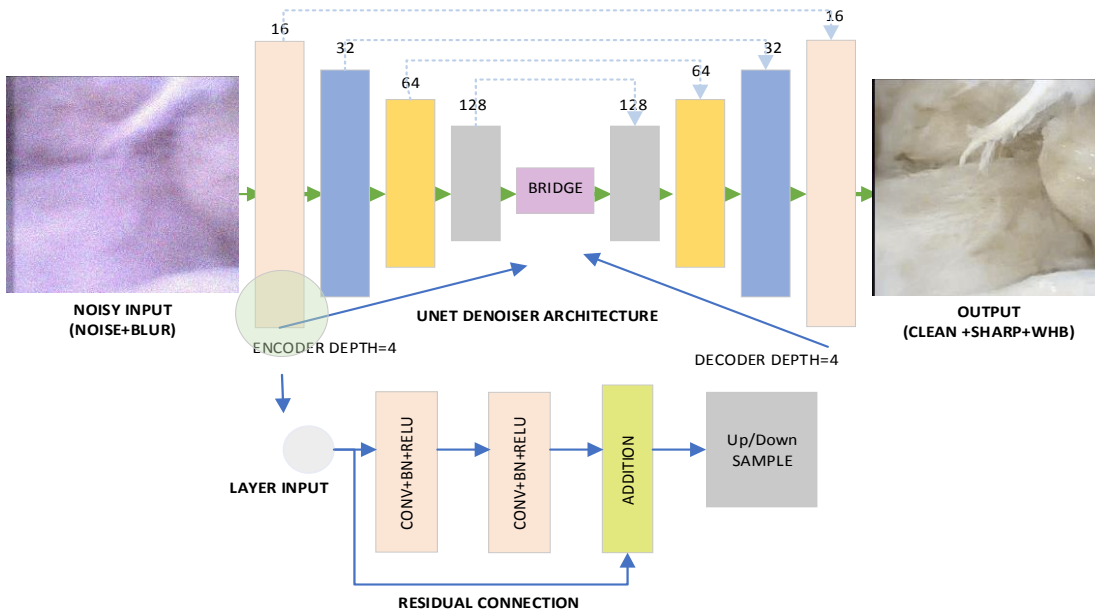 16
32
64
128
128
64
32
16
BRIDGE
NOISY INPUT
(NOISE+BLUR)
UNET DENOISER ARCHITECTURE
OUTPUT
(CLEAN +SHARP+WHB)
ENCODER DEPTH=4
DECODER DEPTH=4
LAYER INPUT
CONV+BN+RELU
CONV+BN+RELU
ADDITION
Up/Down
SAMPLE
RESIDUAL CONNECTION